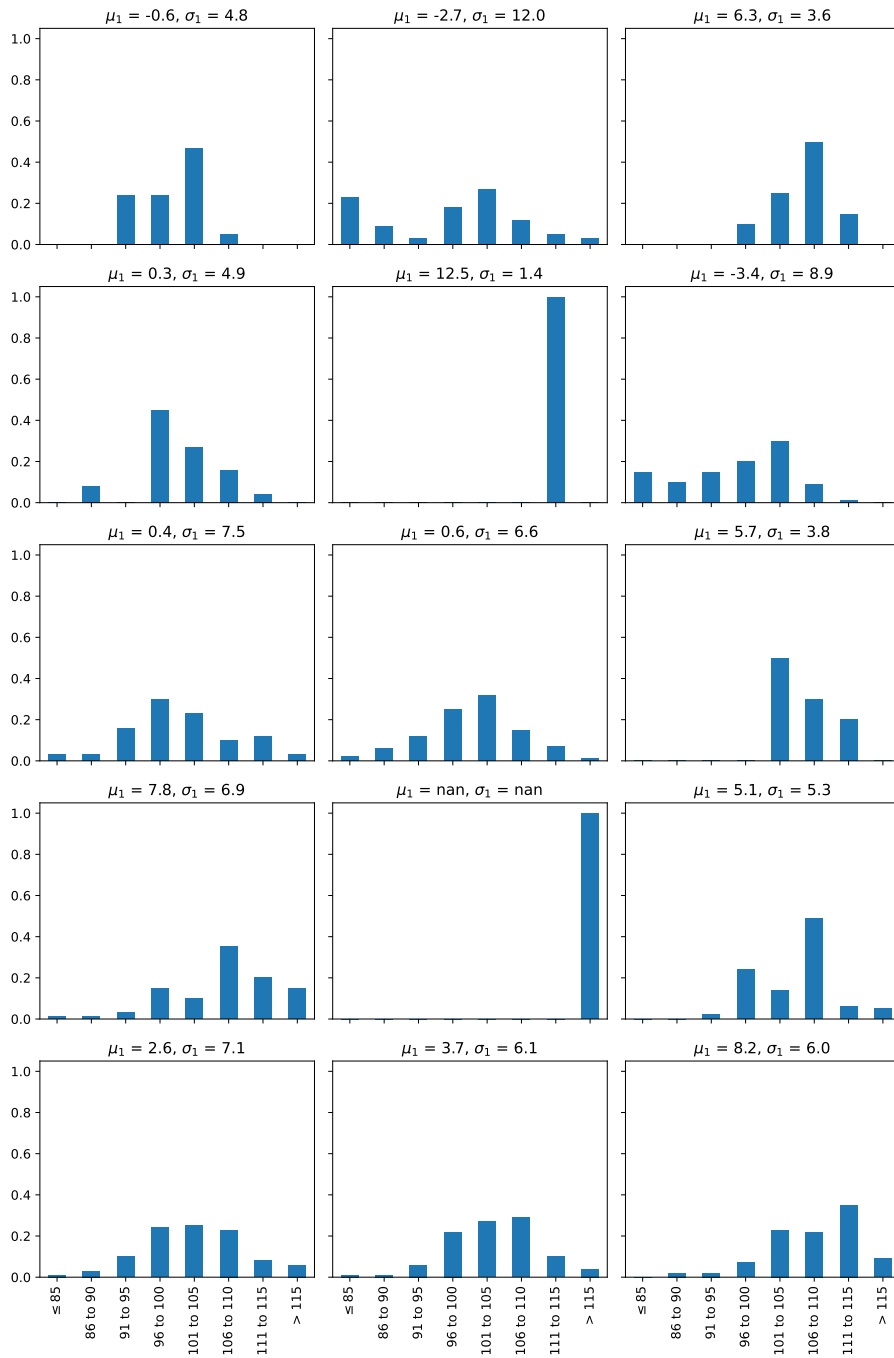 μ₁ = -0.6, σ₁ = 4.8
μ₁ = -2.7, σ₁ = 12.0
μ₁ = 6.3, σ₁ = 3.6
1.0
0.8
0.6
0.4
0.2
0.0
μ₁ = 0.3, σ₁ = 4.9
μ₁ = 12.5, σ₁ = 1.4
μ₁ = -3.4, σ₁ = 8.9
1.0
0.8
0.6
0.4
0.2
0.0
μ₁ = 0.4, σ₁ = 7.5
μ₁ = 0.6, σ₁ = 6.6
μ₁ = 5.7, σ₁ = 3.8
1.0
0.8
0.6
0.4
0.2
0.0
μ₁ = 7.8, σ₁ = 6.9
μ₁ = nan, σ₁ = nan
μ₁ = 5.1, σ₁ = 5.3
1.0
0.8
0.6
0.4
0.2
0.0
μ₁ = 2.6, σ₁ = 7.1
μ₁ = 3.7, σ₁ = 6.1
μ₁ = 8.2, σ₁ = 6.0
1.0
0.8
0.6
0.4
0.2
0.0
≤ 85
86 to 90
91 to 95
96 to 100
101 to 105
106 to 110
111 to 115
> 115
≤ 85
86 to 90
91 to 95
96 to 100
101 to 105
106 to 110
111 to 115
> 115
≤ 85
86 to 90
91 to 95
96 to 100
101 to 105
106 to 110
111 to 115
> 115